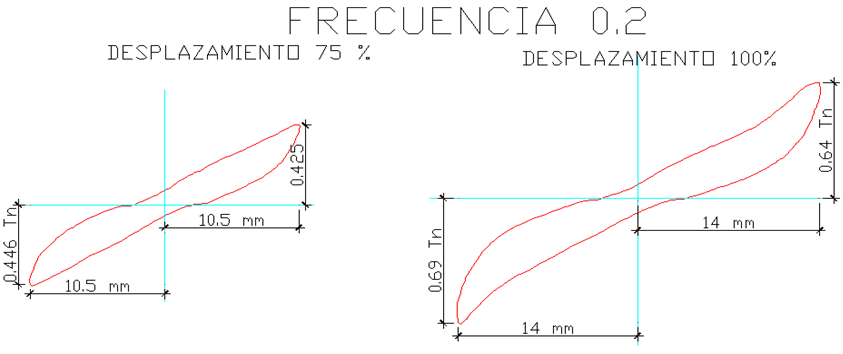 FRECUENCIA 0.2
DESPLAZAMIENTO 75 %
DESPLAZAMIENTO 100%
0.425
10.5 mm
0.446 Tn
10.5 mm
0.64 Tn
14 mm
0.69 Tn
14 mm